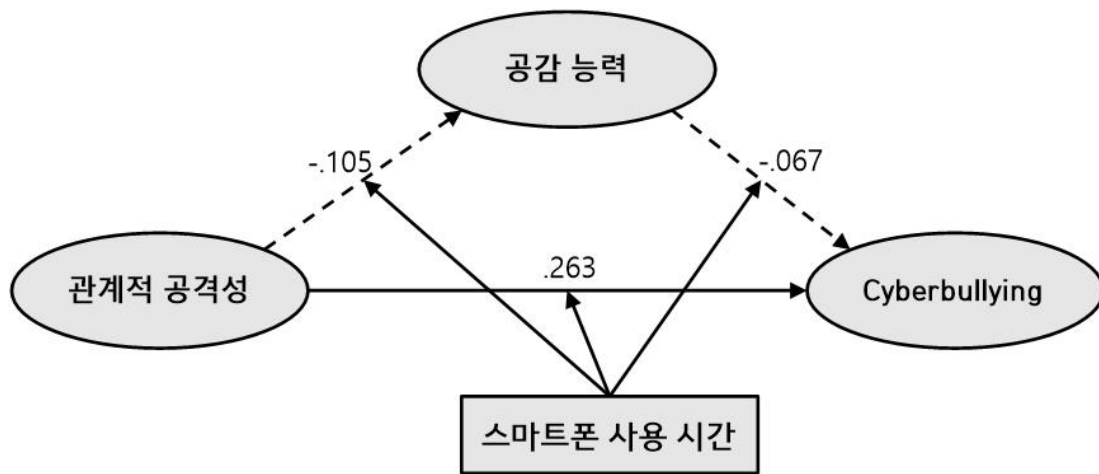 공감 능력
-.105
-.067
관계적 공격성
.263
Cyberbullying
스마트폰 사용 시간